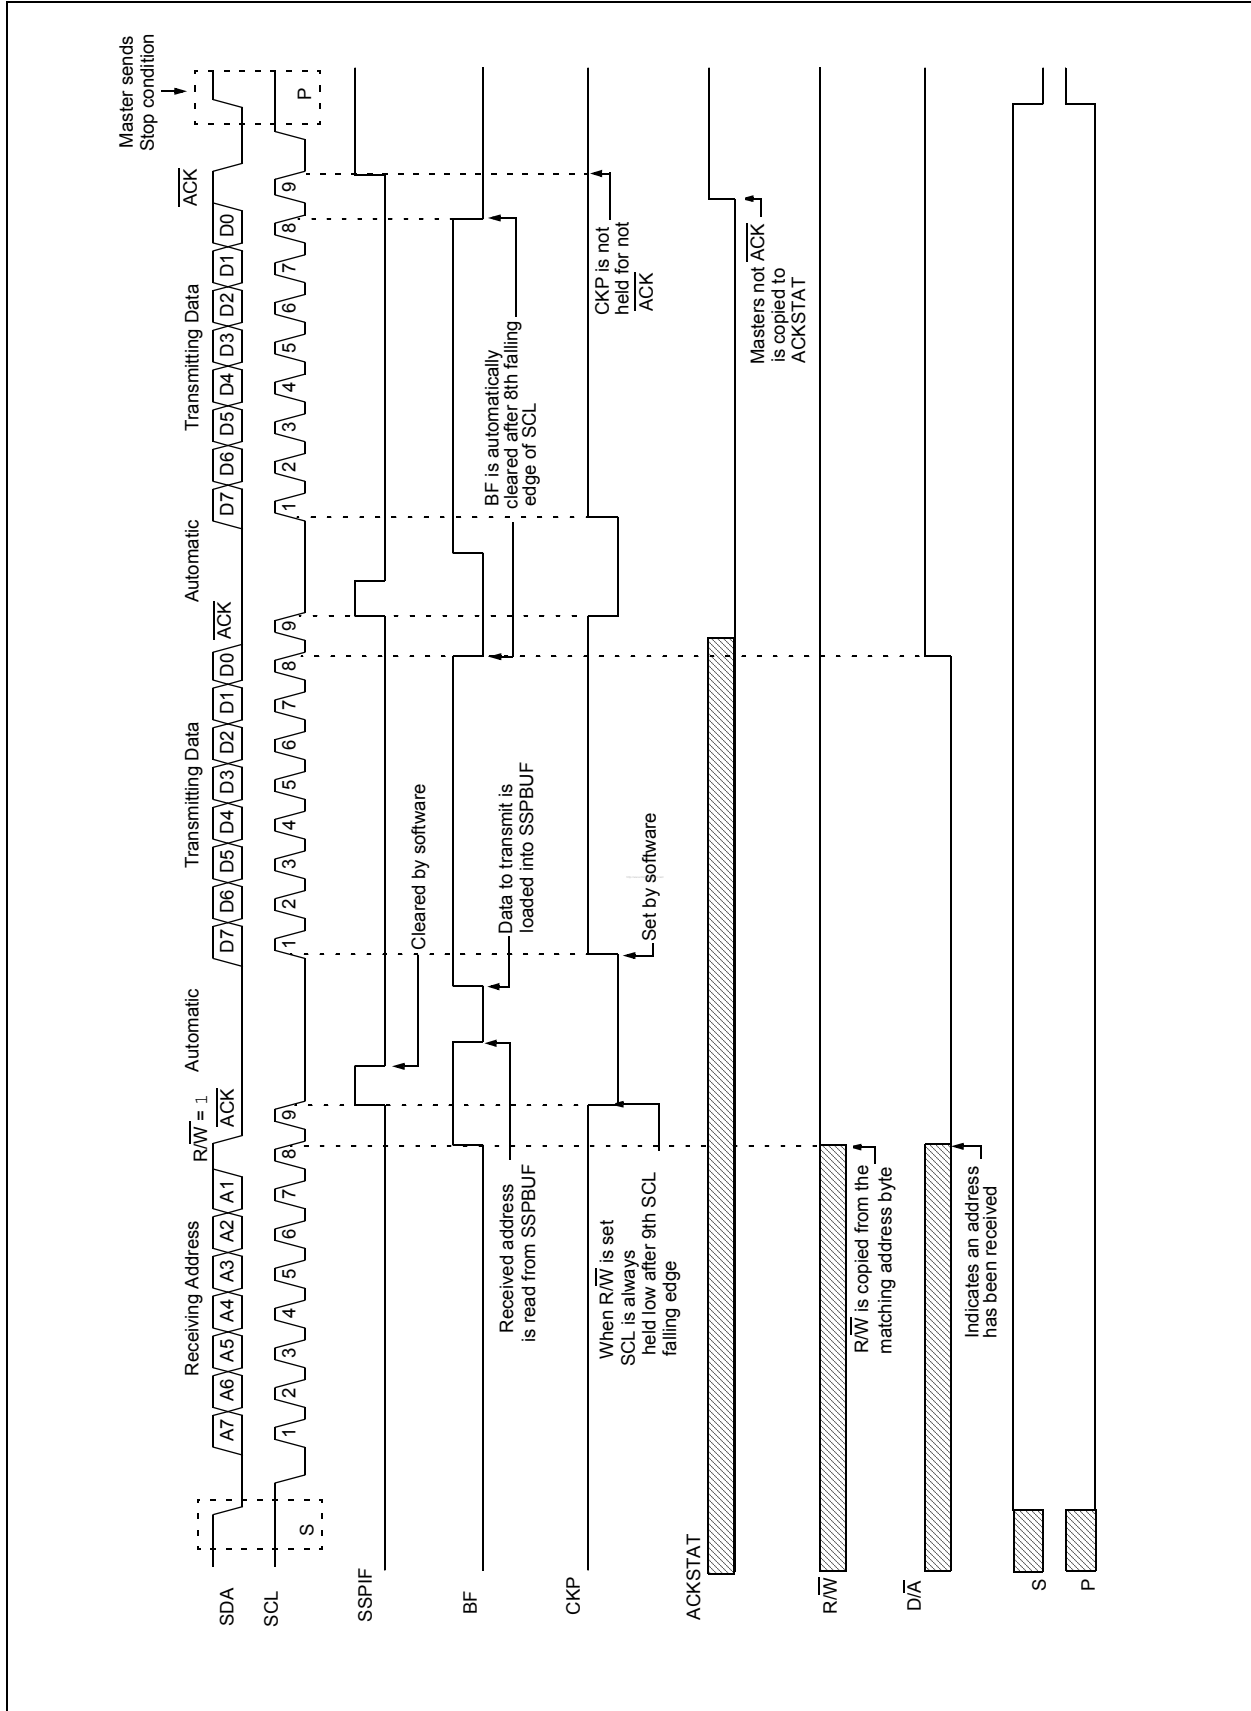 Master sends
Stop condition
Receiving Address
R/W = 1
ACK
Automatic
Transmitting Data
ACK
Automatic
Transmitting Data
ACK
SDA
A7 A6 A5 A4 A3 A2 A1
D7 D6 D5 D4 D3 D2 D1 D0
D7 D6 D5 D4 D3 D2 D1 D0
SCL
S
1 2 3 4 5 6 7 8 9
1 2 3 4 5 6 7 8 9
1 2 3 4 5 6 7 8 9
P
SSPIF
Cleared by software
BF
Received address
is read from SSPBUF
Data to transmit is
loaded into SSPBUF
BF is automatically
cleared after 8th falling
edge of SCL
CKP
When R/W is set
SCL is always
held low after 9th SCL
falling edge
Set by software
CKP is not
held for not
ACK
ACKSTAT
Masters not ACK
is copied to
ACKSTAT
R/W
R/W is copied from the
matching address byte
D/A
Indicates an address
has been received
S
P